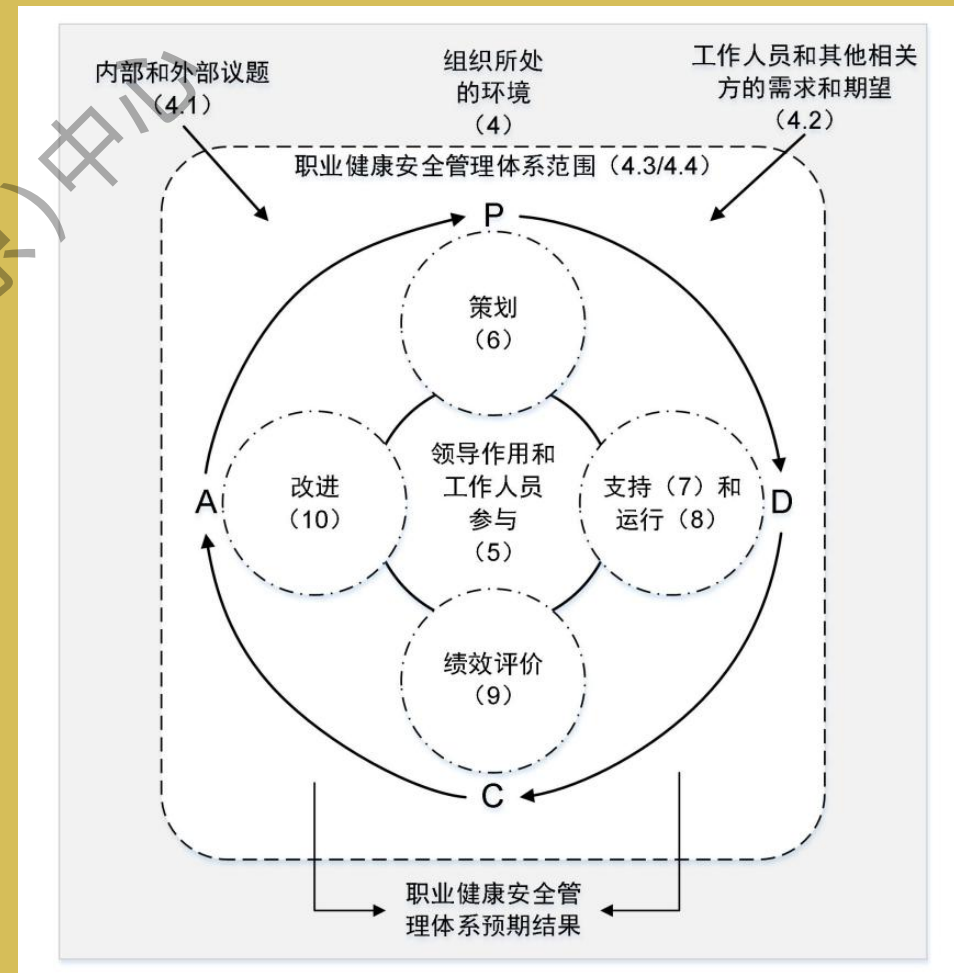 内部和外部议题
（4.1）
组织所处
的环境
（4）
工作人员和其他相关
方的需求和期望
（4.2）
职业健康安全管理体系范围（4.3/4.4）
P
策划
（6）
领导作用和
工作人员
参与
（5）
A
改进
（10）
支持（7）和
运行（8）
D
绩效评价
（9）
C
职业健康安全管
理体系预期结果
）中心